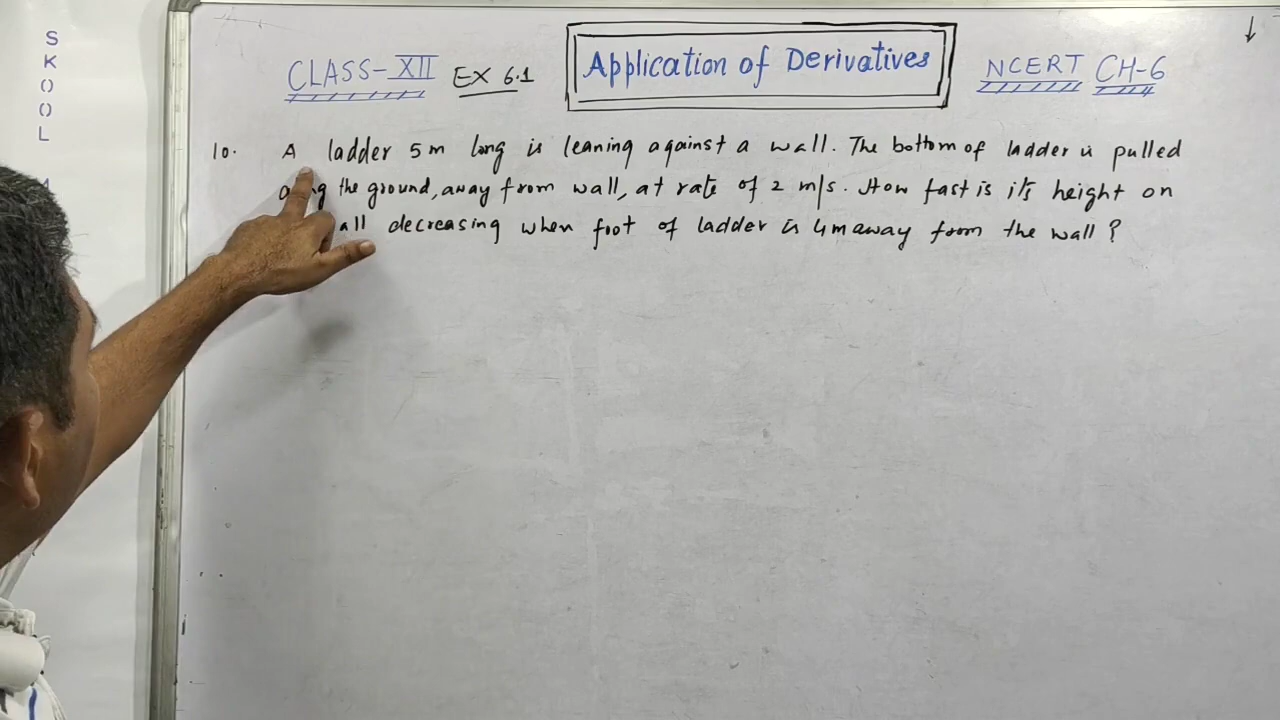 SKOOL
CLASS-XII EX 6.1
Application of Derivatives
NCERT CH-6
10. A ladder 5m long is leaning against a wall. The bottom of ladder is pulled
the ground, away from wall, at rate of 2 m/s. How fast is it's height on
decreasing when foot of ladder is 4m away from the wall?